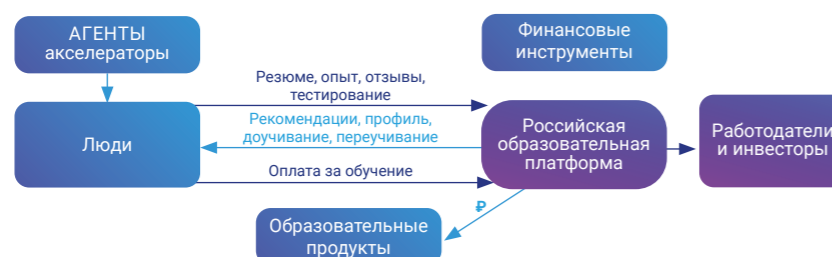 АГЕНТЫ
акселераторы
Финансовые
инструменты
Резюме, опыт, отзывы,
тестирование
Люди
Рекомендации, профиль,
доучивание, переучивание
Российская
образовательная
платформа
Работодатели
и инвесторы
Оплата за обучение
₽
Образовательные
продукты